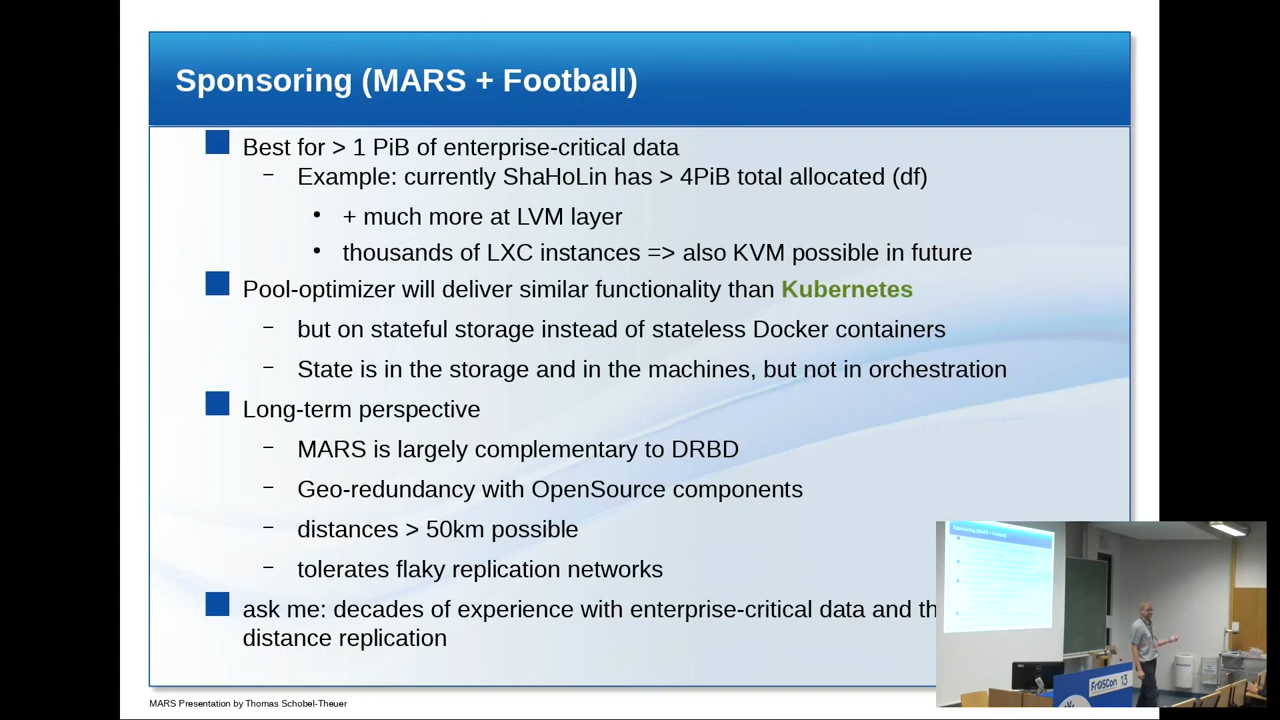 Sponsoring (MARS + Football)
Best for > 1 PiB of enterprise-critical data
– Example: currently ShaHoLin has > 4PiB total allocated (df)
• + much more at LVM layer
• thousands of LXC instances => also KVM possible in future
Pool-optimizer will deliver similar functionality than Kubernetes
– but on stateful storage instead of stateless Docker containers
– State is in the storage and in the machines, but not in orchestration
Long-term perspective
– MARS is largely complementary to DRBD
– Geo-redundancy with OpenSource components
– distances > 50km possible
– tolerates flaky replication networks
ask me: decades of experience with enterprise-critical data and th
distance replication
MARS Presentation by Thomas Schobel-Theuer
Sponsoring (MARS + Football)
FrOSCon 13